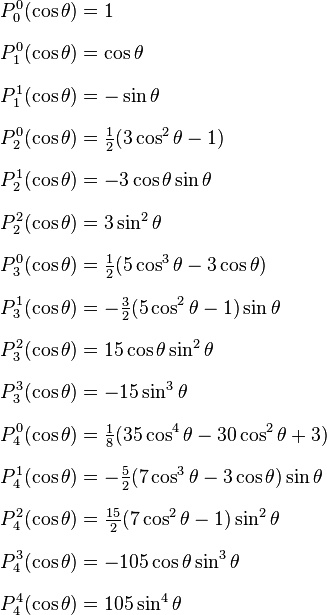 $P_0^0(\cos\theta) = 1$
$P_1^0(\cos\theta) = \cos\theta$
$P_1^1(\cos\theta) = -\sin\theta$
$P_2^0(\cos\theta) = \frac{1}{2}(3\cos^2\theta - 1)$
$P_2^1(\cos\theta) = -3\cos\theta\sin\theta$
$P_2^2(\cos\theta) = 3\sin^2\theta$
$P_3^0(\cos\theta) = \frac{1}{2}(5\cos^3\theta - 3\cos\theta)$
$P_3^1(\cos\theta) = -\frac{3}{2}(5\cos^2\theta - 1)\sin\theta$
$P_3^2(\cos\theta) = 15\cos\theta\sin^2\theta$
$P_3^3(\cos\theta) = -15\sin^3\theta$
$P_4^0(\cos\theta) = \frac{1}{8}(35\cos^4\theta - 30\cos^2\theta + 3)$
$P_4^1(\cos\theta) = -\frac{5}{2}(7\cos^3\theta - 3\cos\theta)\sin\theta$
$P_4^2(\cos\theta) = \frac{15}{2}(7\cos^2\theta - 1)\sin^2\theta$
$P_4^3(\cos\theta) = -105\cos\theta\sin^3\theta$
$P_4^4(\cos\theta) = 105\sin^4\theta$